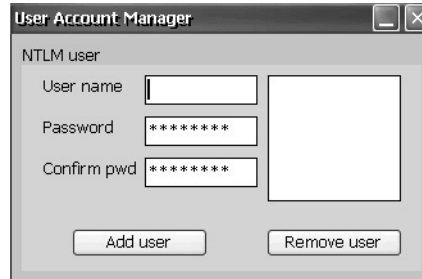 User Account Manager
NTLM user
User name
Password ********
Confirm pwd ********
Add user Remove user